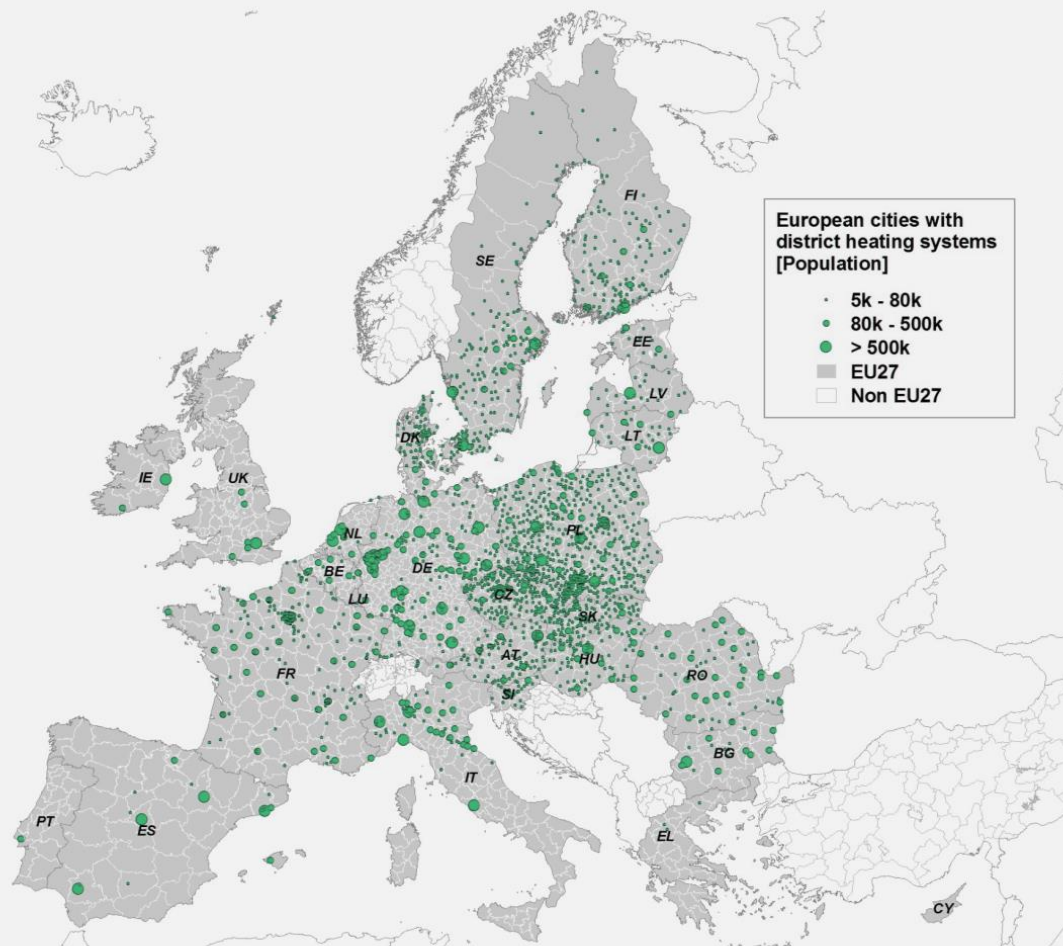 European cities with
district heating systems
[Population]
5k - 80k
80k - 500k
> 500k
EU27
Non EU27
FI
SE
EE
LV
LT
DK
IE
UK
NL
PL
BE
DE
LU
CZ
SK
AT
HU
FR
SI
RO
BG
IT
PT
ES
EL
CY